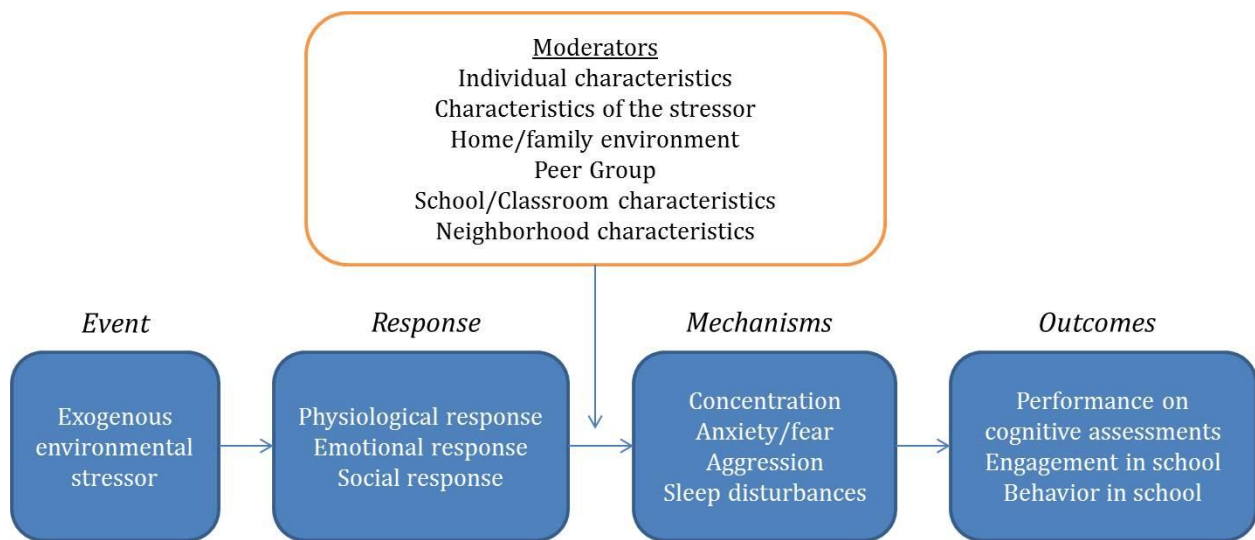 Moderators
Individual characteristics
Characteristics of the stressor
Home/family environment
Peer Group
School/Classroom characteristics
Neighborhood characteristics
Event
Exogenous
environmental
stressor
Response
Physiological response
Emotional response
Social response
Mechanisms
Concentration
Anxiety/fear
Aggression
Sleep disturbances
Outcomes
Performance on
cognitive assessments
Engagement in school
Behavior in school